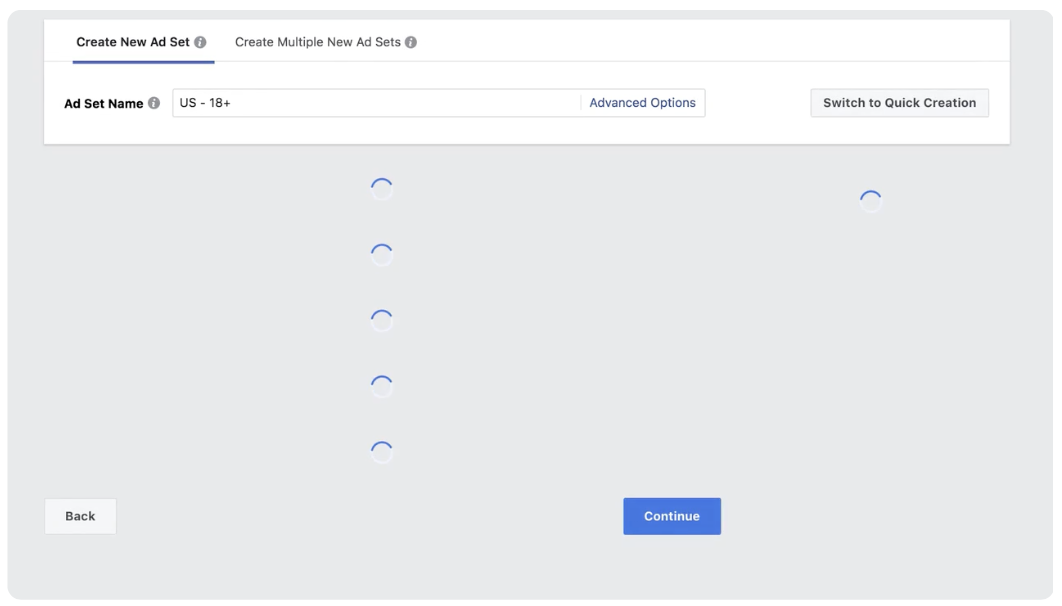 Create New Ad Set Create Multiple New Ad Sets
Ad Set Name US - 18+ Advanced Options Switch to Quick Creation
Back Continue